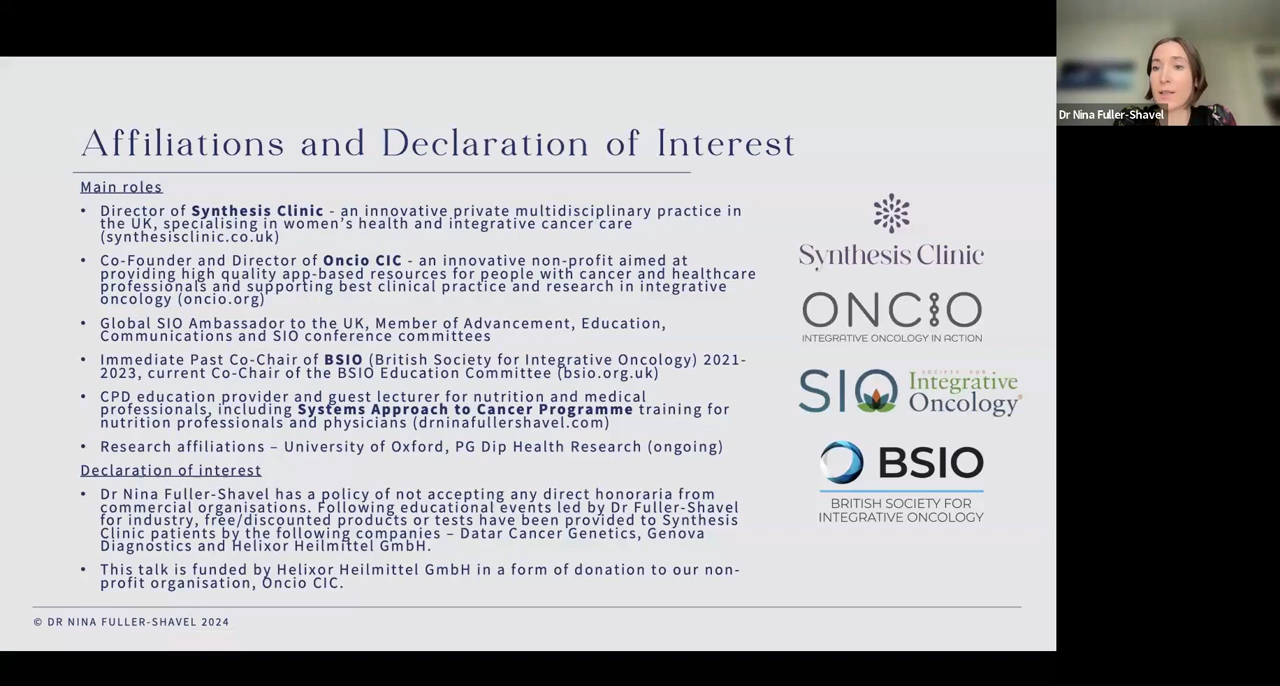 Affiliations and Declaration of Interest
Main roles
• Director of Synthesis Clinic - an innovative private multidisciplinary practice in
the UK, specialising in women's health and integrative cancer care
(synthesisclinic.co.uk)
• Co-Founder and Director of Oncio CIC - an innovative non-profit aimed at
providing high quality app-based resources for people with cancer and healthcare
professionals and supporting best clinical practice and research in integrative
oncology (oncio.org)
• Global SIO Ambassador to the UK, Member of Advancement, Education,
Communications and SIO conference committees
• Immediate Past Co-Chair of BSIO (British Society for Integrative Oncology) 2021-
2023, current Co-Chair of the BSIO Education Committee (bsio.org.uk)
• CPD education provider and guest lecturer for nutrition and medical
professionals, including Systems Approach to Cancer Programme training for
nutrition professionals and physicians (drninafullershavel.com)
• Research affiliations – University of Oxford, PG Dip Health Research (ongoing)
Declaration of interest
• Dr Nina Fuller-Shavel has a policy of not accepting any direct honoraria from
commercial organisations. Following educational events led by Dr Fuller-Shavel
for industry, free/discounted products or tests have been provided to Synthesis
Clinic patients by the following companies – Datar Cancer Genetics, Genova
Diagnostics and Helixor Heilmittel GmbH.
• This talk is funded by Helixor Heilmittel GmbH in a form of donation to our non-
profit organisation, Oncio CIC.
© DR NINA FULLER-SHAVEL 2024
Synthesis Clinic
ONCIO
INTEGRATIVE ONCOLOGY IN ACTION
SIO
SOCIETY FOR
Integrative
Oncology
BSIO
BRITISH SOCIETY FOR
INTEGRATIVE ONCOLOGY
Dr Nina Fuller-Shavel